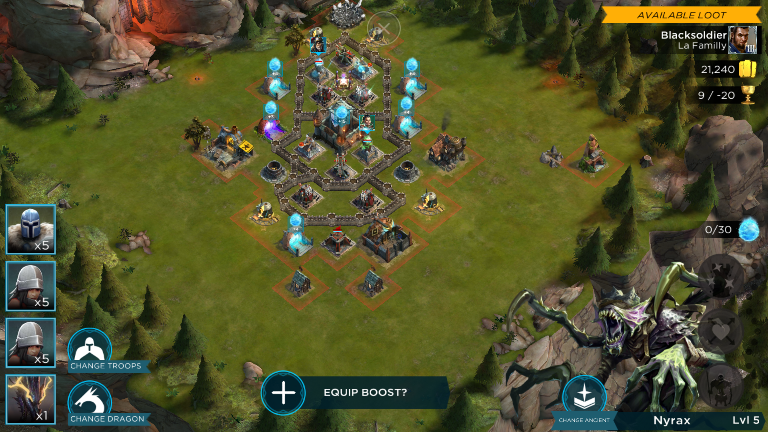 AVAILABLE LOOT
Blacksoldier
La Familly
21,240
9 / -20
0/30
x5
x5
x5
x1
CHANGE TROOPS
CHANGE DRAGON
EQUIP BOOST?
CHANGE ANCIENT
Nyrax
Lvl 5